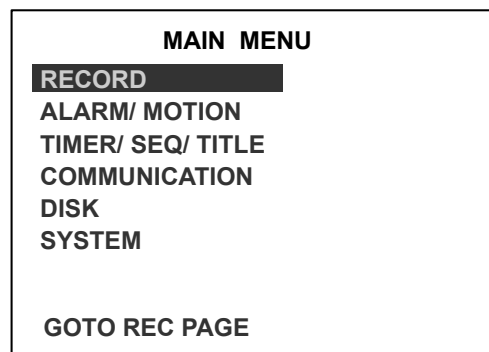 MAIN MENU
RECORD
ALARM/ MOTION
TIMER/ SEQ/ TITLE
COMMUNICATION
DISK
SYSTEM
GOTO REC PAGE